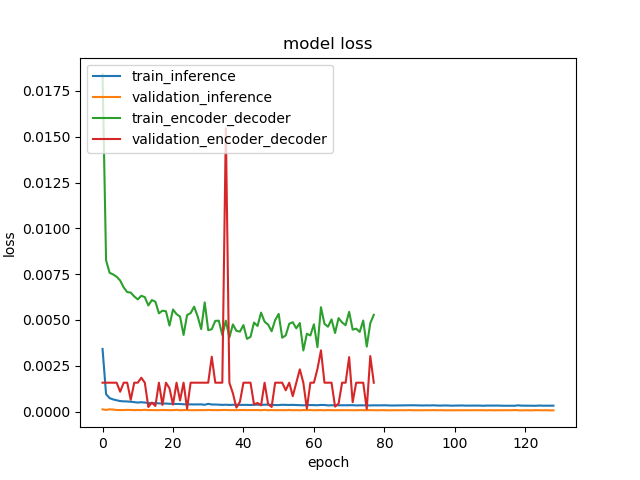 model loss
train_inference
validation_inference
train_encoder_decoder
validation_encoder_decoder
0.0175
0.0150
0.0125
0.0100
0.0075
0.0050
0.0025
0.0000
loss
0 20 40 60 80 100 120
epoch